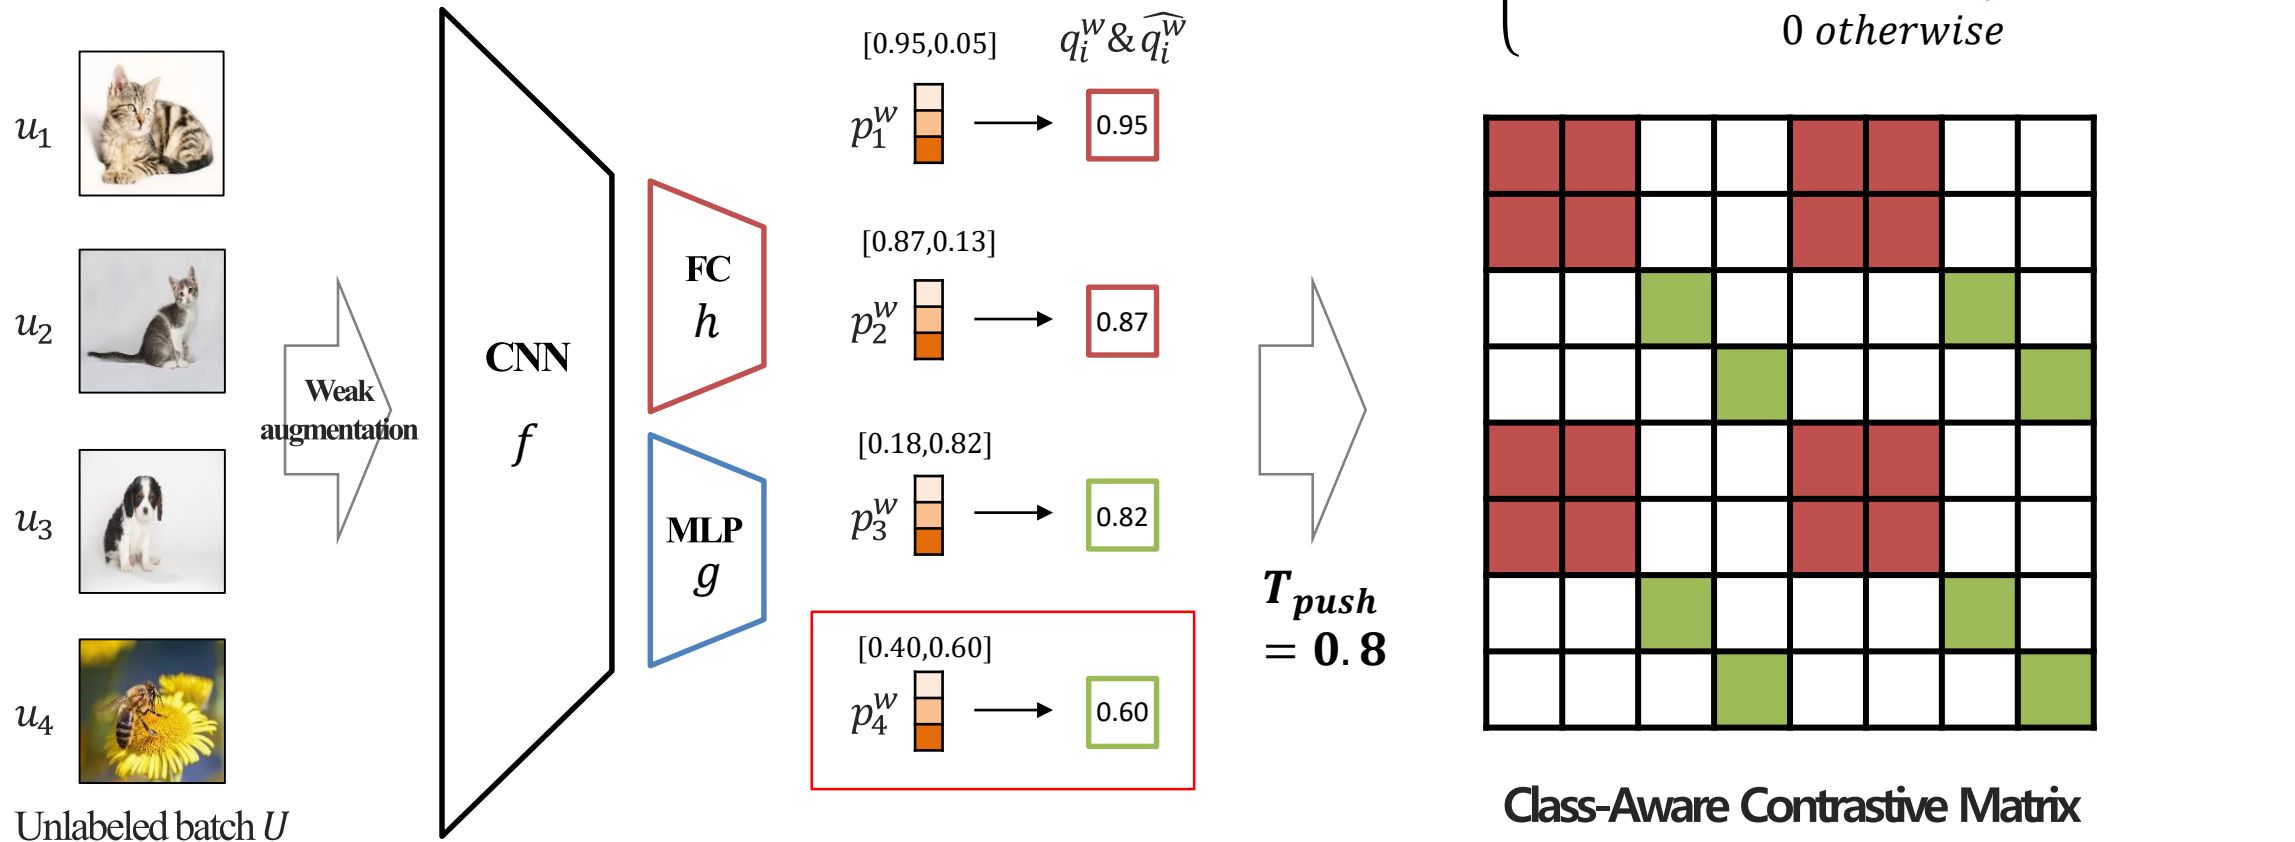 0 otherwise
[0.95,0.05]
q_i^w & \widehat{q_i^w}
u_1
p_1^w
0.95
[0.87,0.13]
u_2
p_2^w
0.87
FC
h
CNN
f
Weak
augmentation
[0.18,0.82]
u_3
p_3^w
0.82
MLP
g
T_push
= 0.8
[0.40,0.60]
u_4
p_4^w
0.60
Unlabeled batch U
Class-Aware Contrastive Matrix